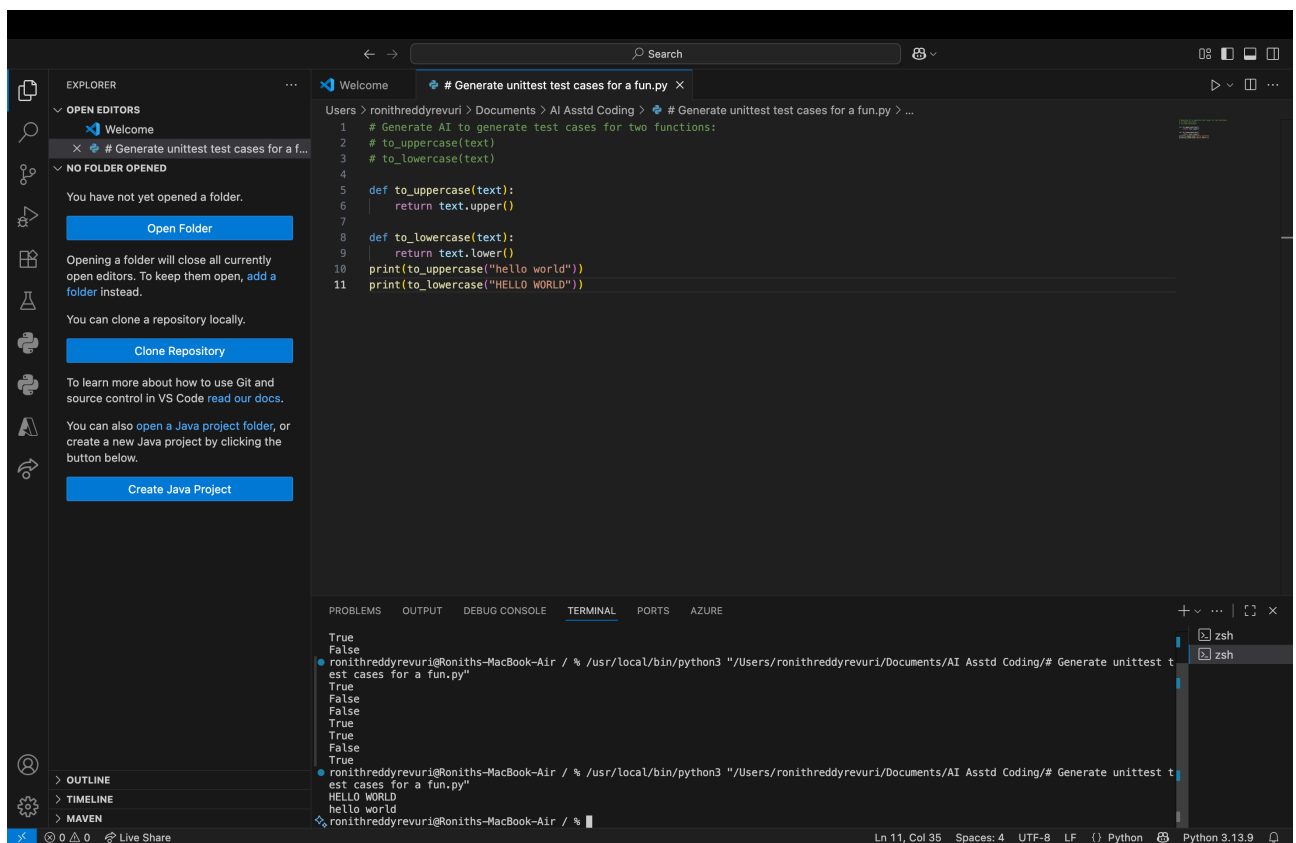 Search
EXPLORER
OPEN EDITORS
Welcome
# Generate unittest test cases for a f...
NO FOLDER OPENED
You have not yet opened a folder.
Open Folder
Opening a folder will close all currently
open editors. To keep them open, add a
folder instead.
You can clone a repository locally.
Clone Repository
To learn more about how to use Git and
source control in VS Code read our docs.
You can also open a Java project folder, or
create a new Java project by clicking the
button below.
Create Java Project
OUTLINE
TIMELINE
MAVEN
Welcome
# Generate unittest test cases for a fun.py
Users > ronithreddyrevuri > Documents > AI Asstd Coding > # Generate unittest test cases for a fun.py > ...
1 # Generate AI to generate test cases for two functions:
2 # to_uppercase(text)
3 # to_lowercase(text)
4
5 def to_uppercase(text):
6     return text.upper()
7
8 def to_lowercase(text):
9     return text.lower()
10 print(to_uppercase("hello world"))
11 print(to_lowercase("HELLO WORLD"))
PROBLEMS OUTPUT DEBUG CONSOLE TERMINAL PORTS AZURE
True
False
ronithreddyrevuri@Roniths-MacBook-Air / % /usr/local/bin/python3 "/Users/ronithreddyrevuri/Documents/AI Asstd Coding/# Generate unittest t
est cases for a fun.py"
True
False
False
True
True
False
True
ronithreddyrevuri@Roniths-MacBook-Air / % /usr/local/bin/python3 "/Users/ronithreddyrevuri/Documents/AI Asstd Coding/# Generate unittest t
est cases for a fun.py"
HELLO WORLD
hello world
ronithreddyrevuri@Roniths-MacBook-Air / %
zsh
zsh
0 0 Live Share
Ln 11, Col 35 Spaces: 4 UTF-8 LF {} Python Python 3.13.9